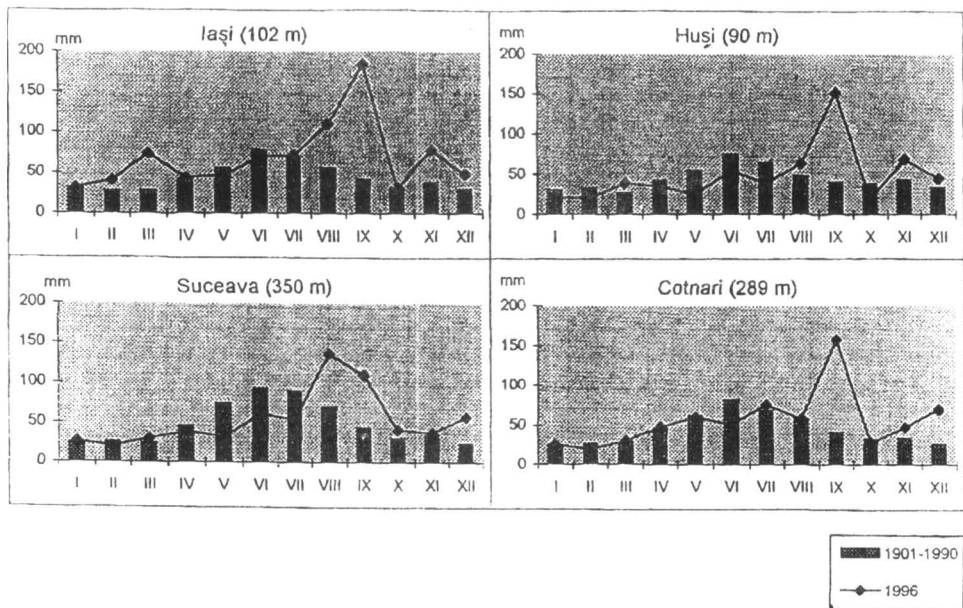 Iași (102 m)
mm
200
150
100
50
0
I II III IV V VI VII VIII IX X XI XII
Huși (90 m)
mm
200
150
100
50
0
I II III IV V VI VII VIII IX X XI XII
Suceava (350 m)
mm
200
150
100
50
0
I II III IV V VI VII VIII IX X XI XII
Cotnari (289 m)
mm
200
150
100
50
0
I II III IV V VI VII VIII IX X XI XII
1901-1990
1996